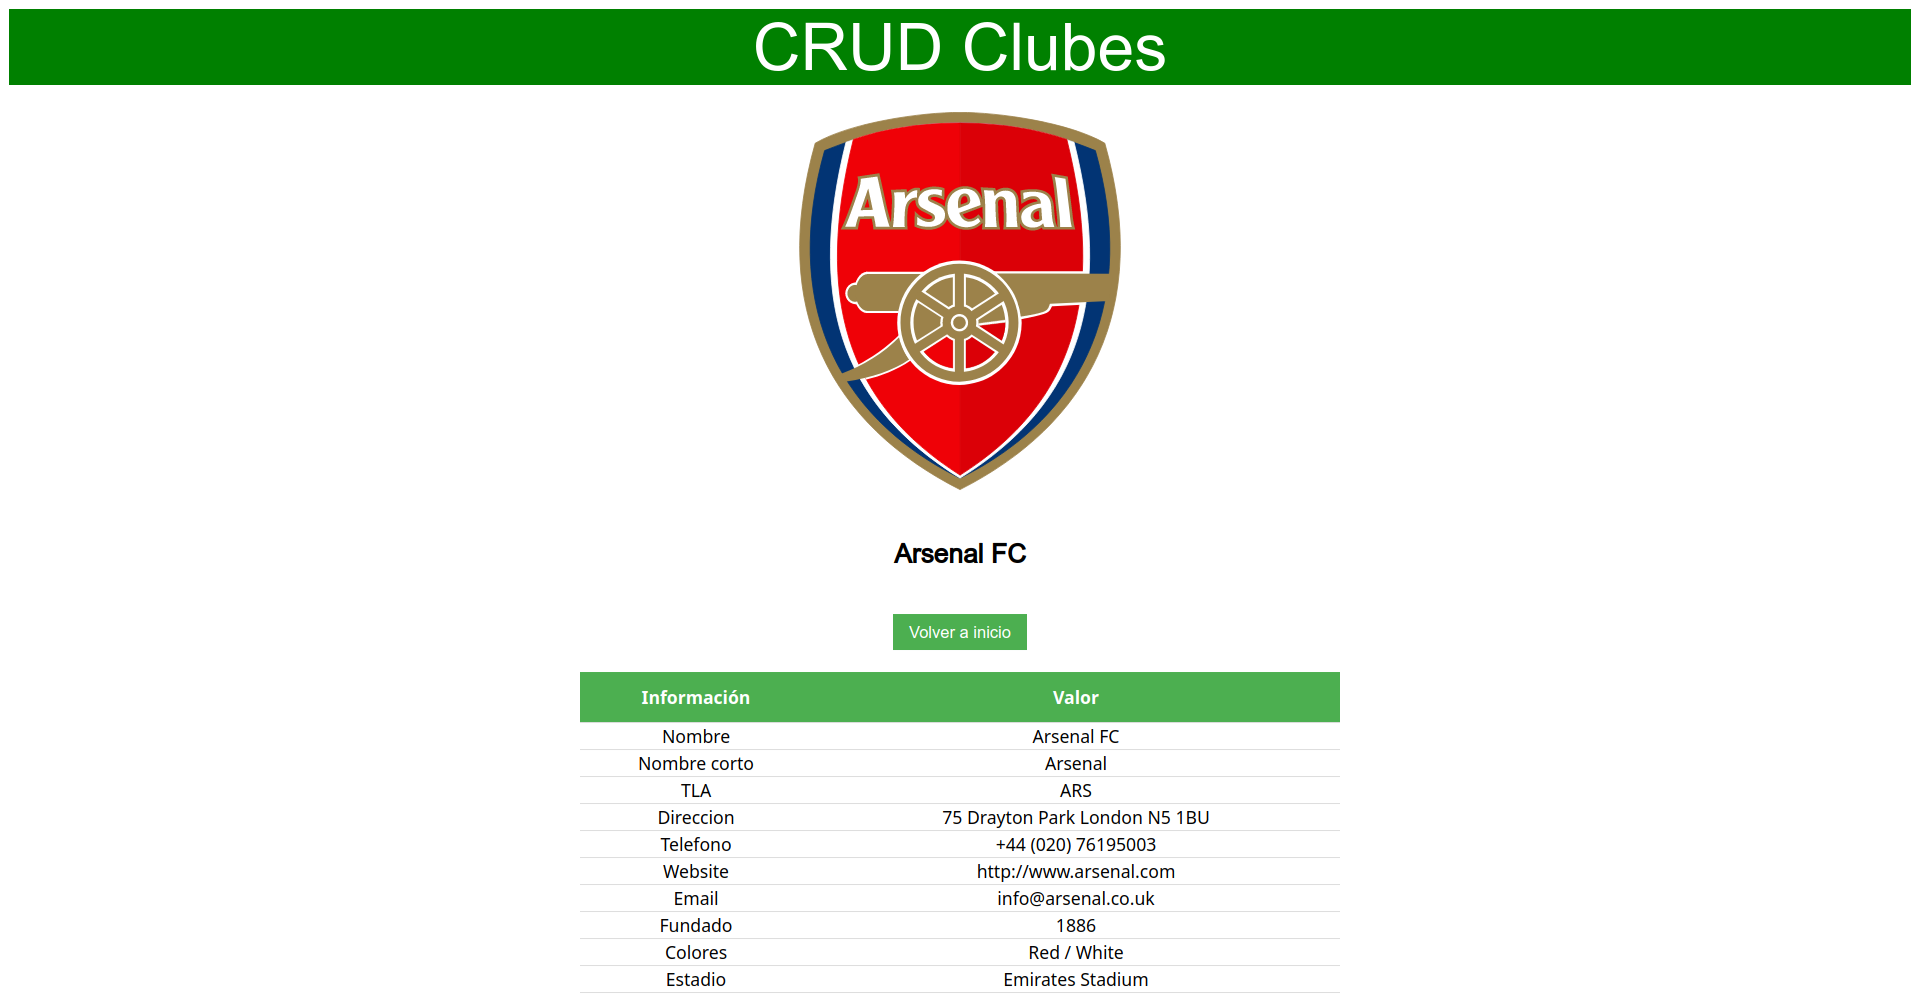 CRUD Clubes
Arsenal
Arsenal FC
Volver a inicio
Información Valor
Nombre Arsenal FC
Nombre corto Arsenal
TLA ARS
Direccion 75 Drayton Park London N5 1BU
Telefono +44 (020) 76195003
Website http://www.arsenal.com
Email info@arsenal.co.uk
Fundado 1886
Colores Red / White
Estadio Emirates Stadium